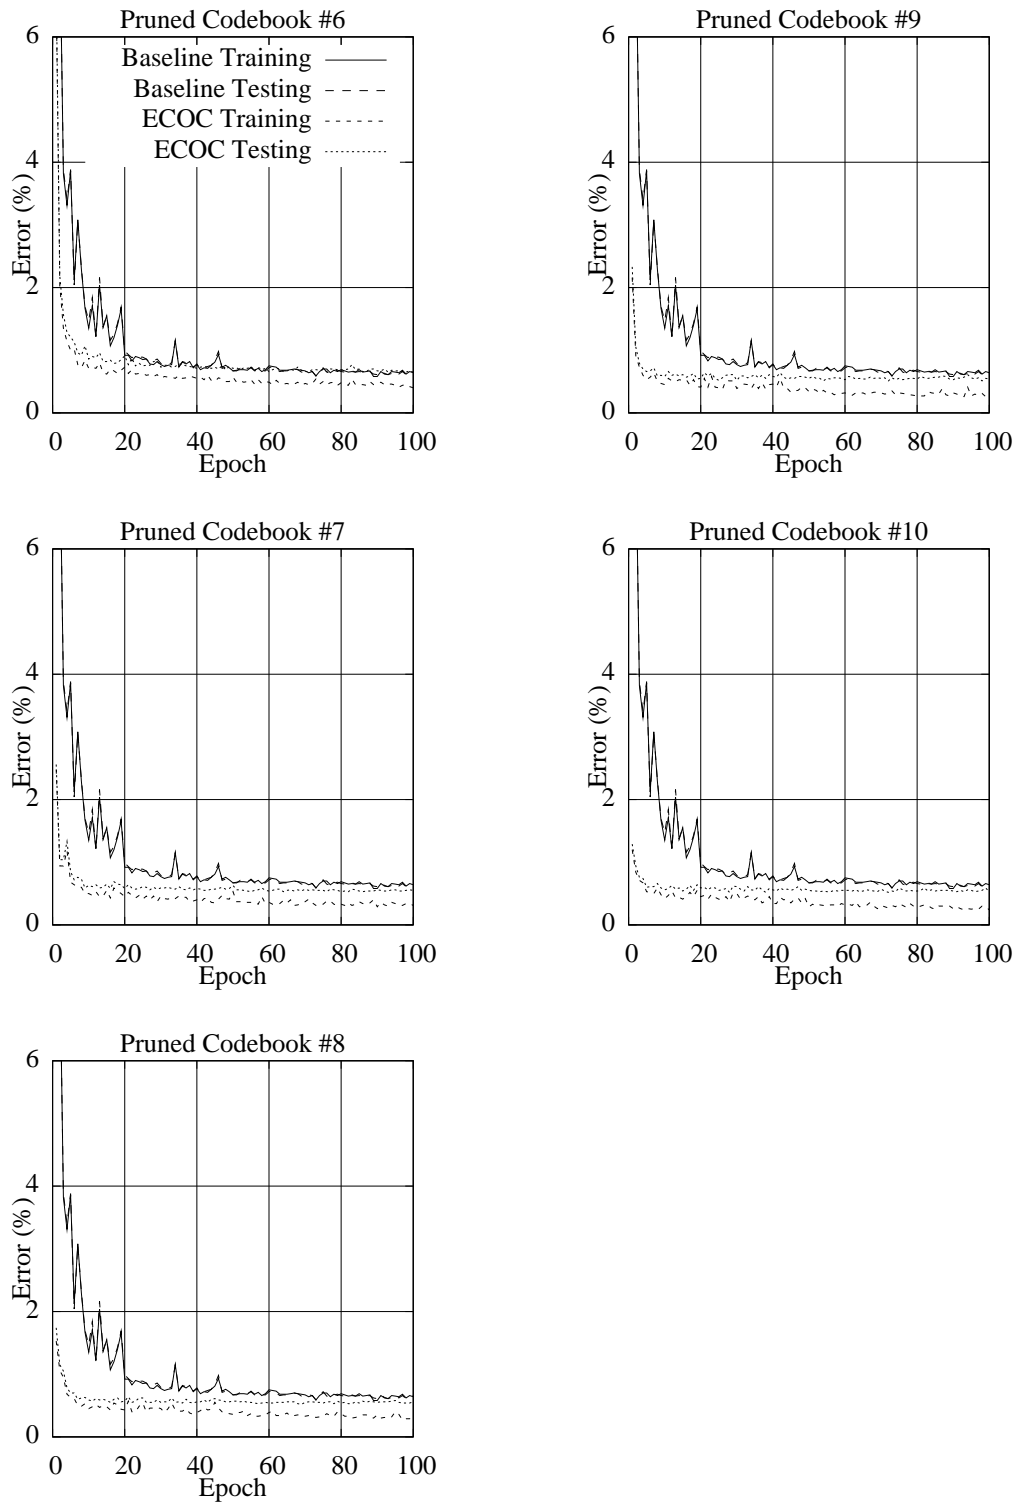 Pruned Codebook #6
6
4
2
0
Error (%)
Baseline Training
Baseline Testing
ECOC Training
ECOC Testing
0 20 40 60 80 100
Epoch
Pruned Codebook #9
6
4
2
0
Error (%)
0 20 40 60 80 100
Epoch
Pruned Codebook #7
6
4
2
0
Error (%)
0 20 40 60 80 100
Epoch
Pruned Codebook #10
6
4
2
0
Error (%)
0 20 40 60 80 100
Epoch
Pruned Codebook #8
6
4
2
0
Error (%)
0 20 40 60 80 100
Epoch